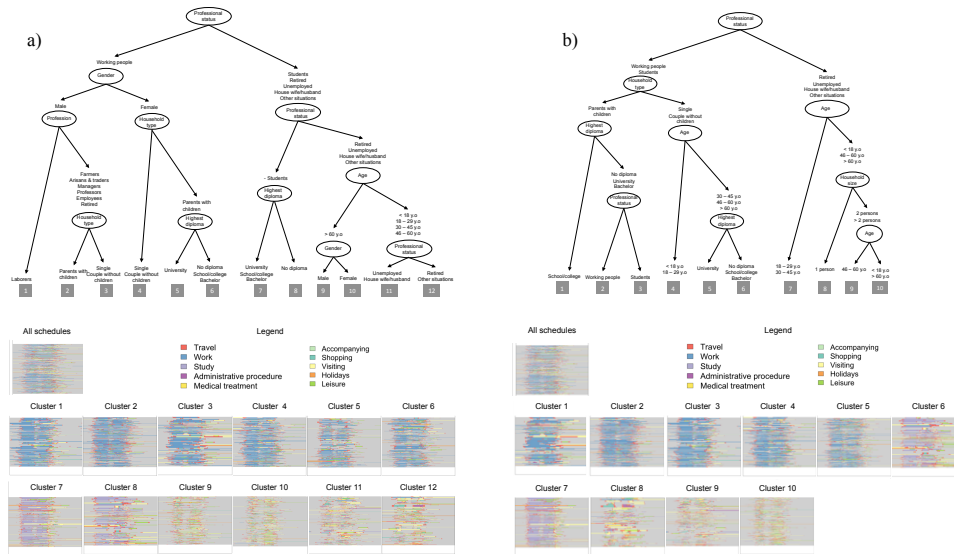 a)
Professional
status
Working people
Gender
Students
Retired
Unemployed
House wife/husband
Other situations
Professional
status
Male
Profession
Female
Household
type
Retired
Unemployed
House wife/husband
Other situations
Age
Farmers
Arisans & traders
Managers
Professors
Employees
Retired
Household
type
- Students
Highest
diploma
Parents with
children
Highest
diploma
< 18 y.o
18 – 29 y.o
30 – 45 y.o
46 – 60 y.o
Professional
status
> 60 y.o
Gender
Laborers
Parents with
children
Single
Couple without
children
Single
Couple without
children
University
No diploma
School/college
Bachelor
University
School/college
Bachelor
No diploma
Male
Female
Unemployed
House wife/husband
Retired
Other situations
1
2
3
4
5
6
7
8
9
10
11
12
All schedules
Legend
Travel
Work
Study
Administrative procedure
Medical treatment
Accompanying
Shopping
Visiting
Holidays
Leisure
Cluster 1
Cluster 2
Cluster 3
Cluster 4
Cluster 5
Cluster 6
Cluster 7
Cluster 8
Cluster 9
Cluster 10
Cluster 11
Cluster 12
b)
Professional
status
Working people
Students
Household
type
Retired
Unemployed
House wife/husband
Other situations
Age
Parents with
children
Highest
diploma
Single
Couple without
children
Age
< 18 y.o
46 – 60 y.o
> 60 y.o
Household
size
No diploma
University
Bachelor
Professional
status
30 – 45 y.o
46 – 60 y.o
> 60 y.o
Highest
diploma
2 persons
> 2 persons
Age
School/college
Working people
Students
< 18 y.o
18 – 29 y.o
University
No diploma
School/college
Bachelor
18 – 29 y.o
30 – 45 y.o
1 person
46 – 60 y.o
< 18 y.o
> 60 y.o
1
2
3
4
5
6
7
8
9
10
All schedules
Legend
Travel
Work
Study
Administrative procedure
Medical treatment
Accompanying
Shopping
Visiting
Holidays
Leisure
Cluster 1
Cluster 2
Cluster 3
Cluster 4
Cluster 5
Cluster 6
Cluster 7
Cluster 8
Cluster 9
Cluster 10